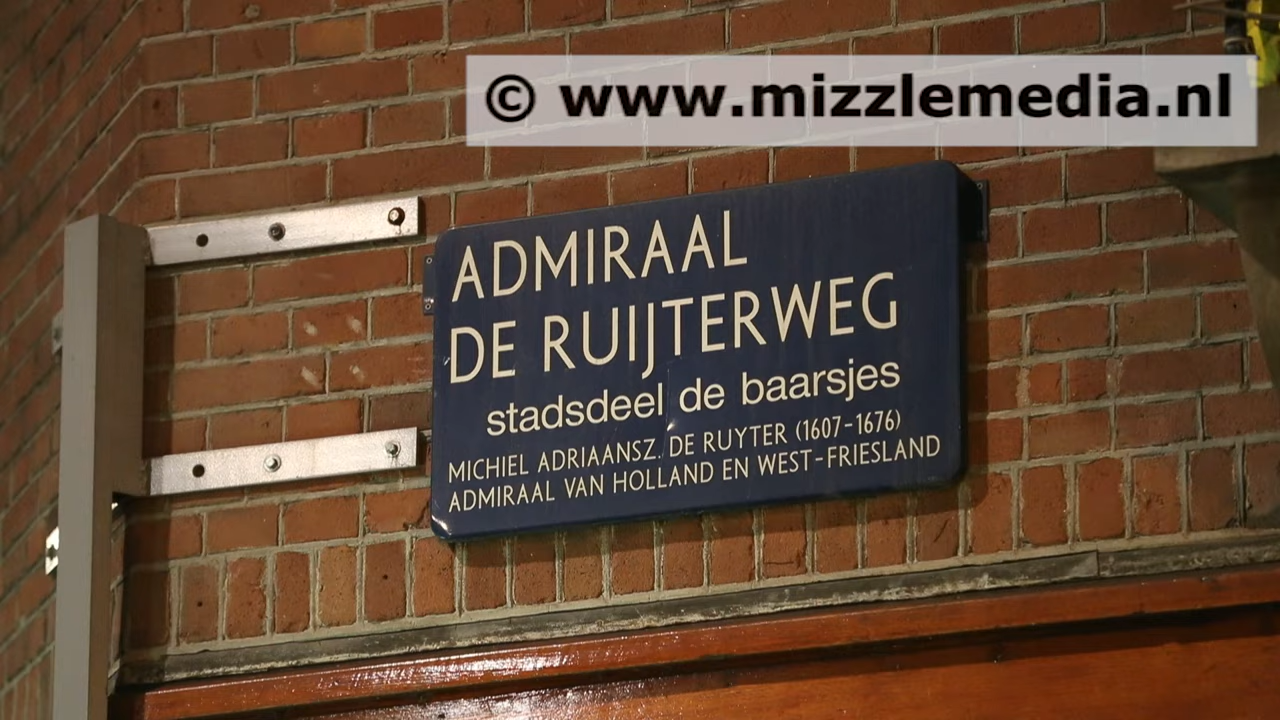 © www.mizzlemedia.nl
ADMIRAAL
DE RUIJTERWEG
stadsdeel de baarsjes
MICHIEL ADRIAANSZ. DE RUYTER (1607-1676)
ADMIRAAL VAN HOLLAND EN WEST-FRIESLAND